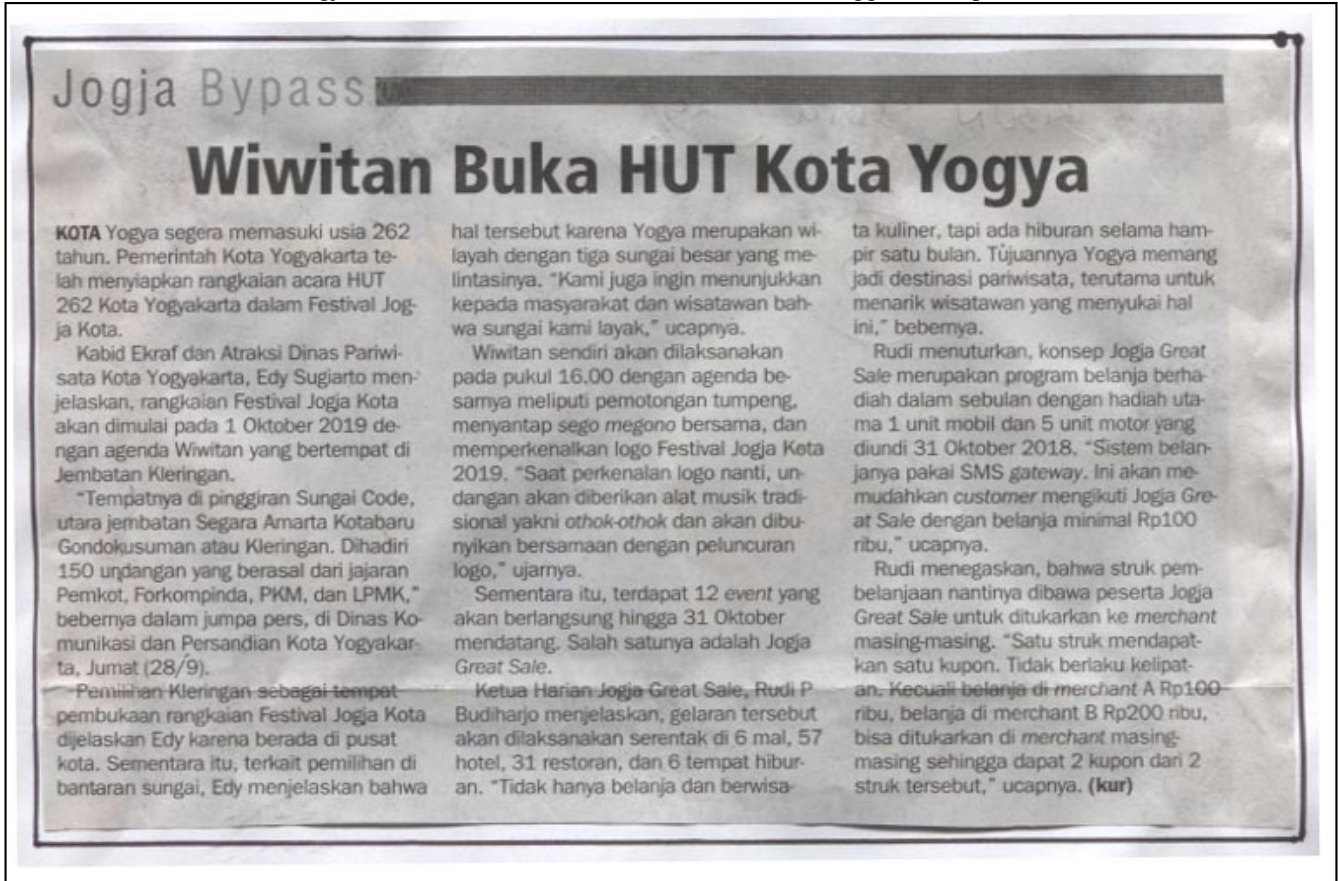 Jogja Bypass
Wiwitan Buka HUT Kota Yogya
KOTA Yogya segera memasuki usia 262
tahun. Pemerintah Kota Yogyakarta te-
lah menyiapkan rangkaian acara HUT
262 Kota Yogyakarta dalam Festival Jog-
ja Kota.
Kabid Ekraf dan Atraksi Dinas Pariwi-
sata Kota Yogyakarta, Edy Sugiarto men-
jelaskan, rangkaian Festival Jogja Kota
akan dimulai pada 1 Oktober 2019 de-
ngan agenda Wiwitan yang bertempat di
Jembatan Kleringan.
"Tempatnya di pinggiran Sungai Code,
utara jembatan Segara Amarta Kotabaru
Gondokusuman atau Kleringan. Dihadiri
150 undangan yang berasal dari jajaran
Pemkot, Forkompinda, PKM, dan LPMK,"
bebernya dalam jumpa pers, di Dinas Ko-
munikasi dan Persandian Kota Yogyakar-
ta, Jumat (28/9).
Pemilihan Kleringan sebagai tempat
pembukaan rangkaian Festival Jogja Kota
dijelaskan Edy karena berada di pusat
kota. Sementara itu, terkait pemilihan di
bantaran sungai, Edy menjelaskan bahwa
hal tersebut karena Yogya merupakan wi-
layah dengan tiga sungai besar yang me-
lintasinya. "Kami juga ingin menunjukkan
kepada masyarakat dan wisatawan bah-
wa sungai kami layak," ucapnya.
Wiwitan sendiri akan dilaksanakan
pada pukul 16.00 dengan agenda be-
sarnya meliputi pemotongan tumpeng,
menyantap sego megono bersama, dan
memperkenalkan logo Festival Jogja Kota
2019. "Saat perkenalan logo nanti, un-
dangan akan diberikan alat musik tradi-
sional yakni othok-othok dan akan dibu-
nyikan bersamaan dengan peluncuran
logo," ujarnya.
Sementara itu, terdapat 12 event yang
akan berlangsung hingga 31 Oktober
mendatang. Salah satunya adalah Jogja
Great Sale.
Ketua Harian Jogja Great Sale, Rudi P
Budiharjo menjelaskan, gelaran tersebut
akan dilaksanakan serentak di 6 mal, 57
hotel, 31 restoran, dan 6 tempat hibur-
an. "Tidak hanya belanja dan berwisa-
ta kuliner, tapi ada hiburan selama ham-
pir satu bulan. Tujuannya Yogya memang
jadi destinasi pariwisata, terutama untuk
menarik wisatawan yang menyukai hal
ini," bebernya.
Rudi menuturkan, konsep Jogja Great
Sale merupakan program belanja berha-
diah dalam sebulan dengan hadiah uta-
ma 1 unit mobil dan 5 unit motor yang
diundi 31 Oktober 2018. "Sistem belan-
janya pakai SMS gateway. Ini akan me-
mudahkan customer mengikuti Jogja Gre-
at Sale dengan belanja minimal Rp100
ribu," ucapnya.
Rudi menegaskan, bahwa struk pem-
belanjaan nantinya dibawa peserta Jogja
Great Sale untuk ditukarkan ke merchant
masing-masing. "Satu struk mendapat-
kan satu kupon. Tidak berlaku kelipat-
an. Kecuali belanja di merchant A Rp100
ribu, belanja di merchant B Rp200 ribu,
bisa ditukarkan di merchant masing-
masing sehingga dapat 2 kupon dari 2
struk tersebut," ucapnya. (kur)